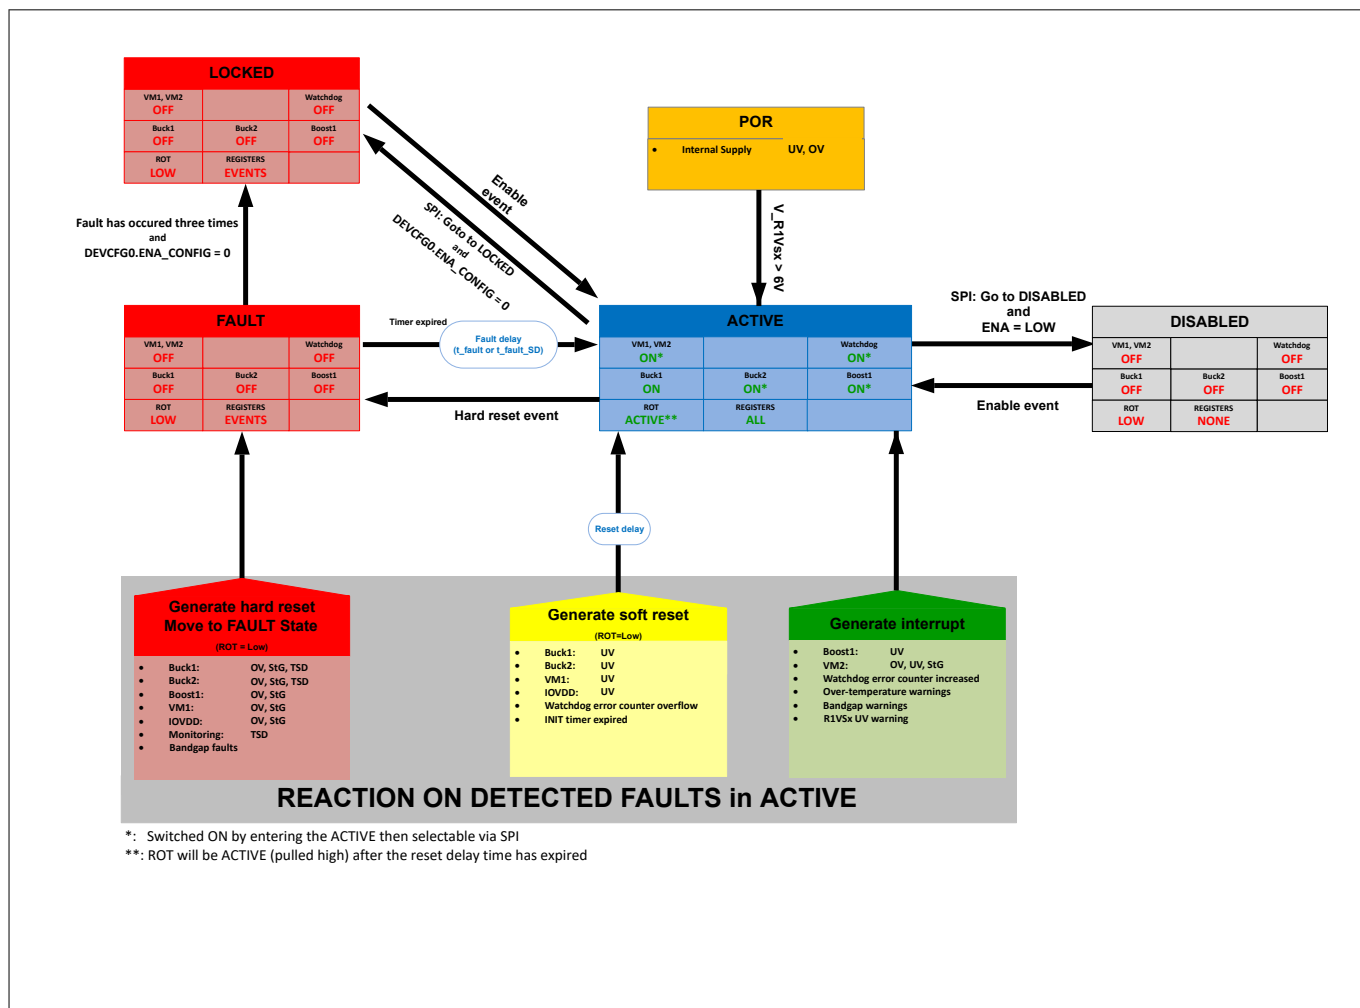 LOCKED
VM1, VM2
Watchdog
OFF
OFF
Buck1
Buck2
Boost1
OFF
OFF
OFF
ROT
REGISTERS
LOW
EVENTS
POR
• Internal Supply UV, OV
Enable
event
SPI: Goto to LOCKED
and
DEVCFG0.ENA_CONFIG = 0
V_R1Vsx > 6V
Fault has occured three times
and
DEVCFG0.ENA_CONFIG = 0
FAULT
VM1, VM2
Watchdog
OFF
OFF
Buck1
Buck2
Boost1
OFF
OFF
OFF
ROT
REGISTERS
LOW
EVENTS
Timer expired
Fault delay
(t_fault or t_fault_SD)
Hard reset event
ACTIVE
VM1, VM2
Watchdog
ON*
ON*
Buck1
Buck2
Boost1
ON
ON*
ON*
ROT
REGISTERS
ACTIVE**
ALL
SPI: Go to DISABLED
and
ENA = LOW
Enable event
DISABLED
VM1, VM2
Watchdog
OFF
OFF
Buck1
Buck2
Boost1
OFF
OFF
OFF
ROT
REGISTERS
LOW
NONE
Reset delay
Generate hard reset
Move to FAULT State
(ROT = Low)
• Buck1: OV, StG, TSD
• Buck2: OV, StG, TSD
• Boost1: OV, StG
• VM1: OV, StG
• IOVDD: OV, StG
• Monitoring: TSD
• Bandgap faults
Generate soft reset
(ROT=Low)
• Buck1: UV
• Buck2: UV
• VM1: UV
• IOVDD: UV
• Watchdog error counter overflow
• INIT timer expired
Generate interrupt
• Boost1: UV
• VM2: OV, UV, StG
• Watchdog error counter increased
• Over-temperature warnings
• Bandgap warnings
• R1VSx UV warning
REACTION ON DETECTED FAULTS in ACTIVE
*: Switched ON by entering the ACTIVE then selectable via SPI
**: ROT will be ACTIVE (pulled high) after the reset delay time has expired